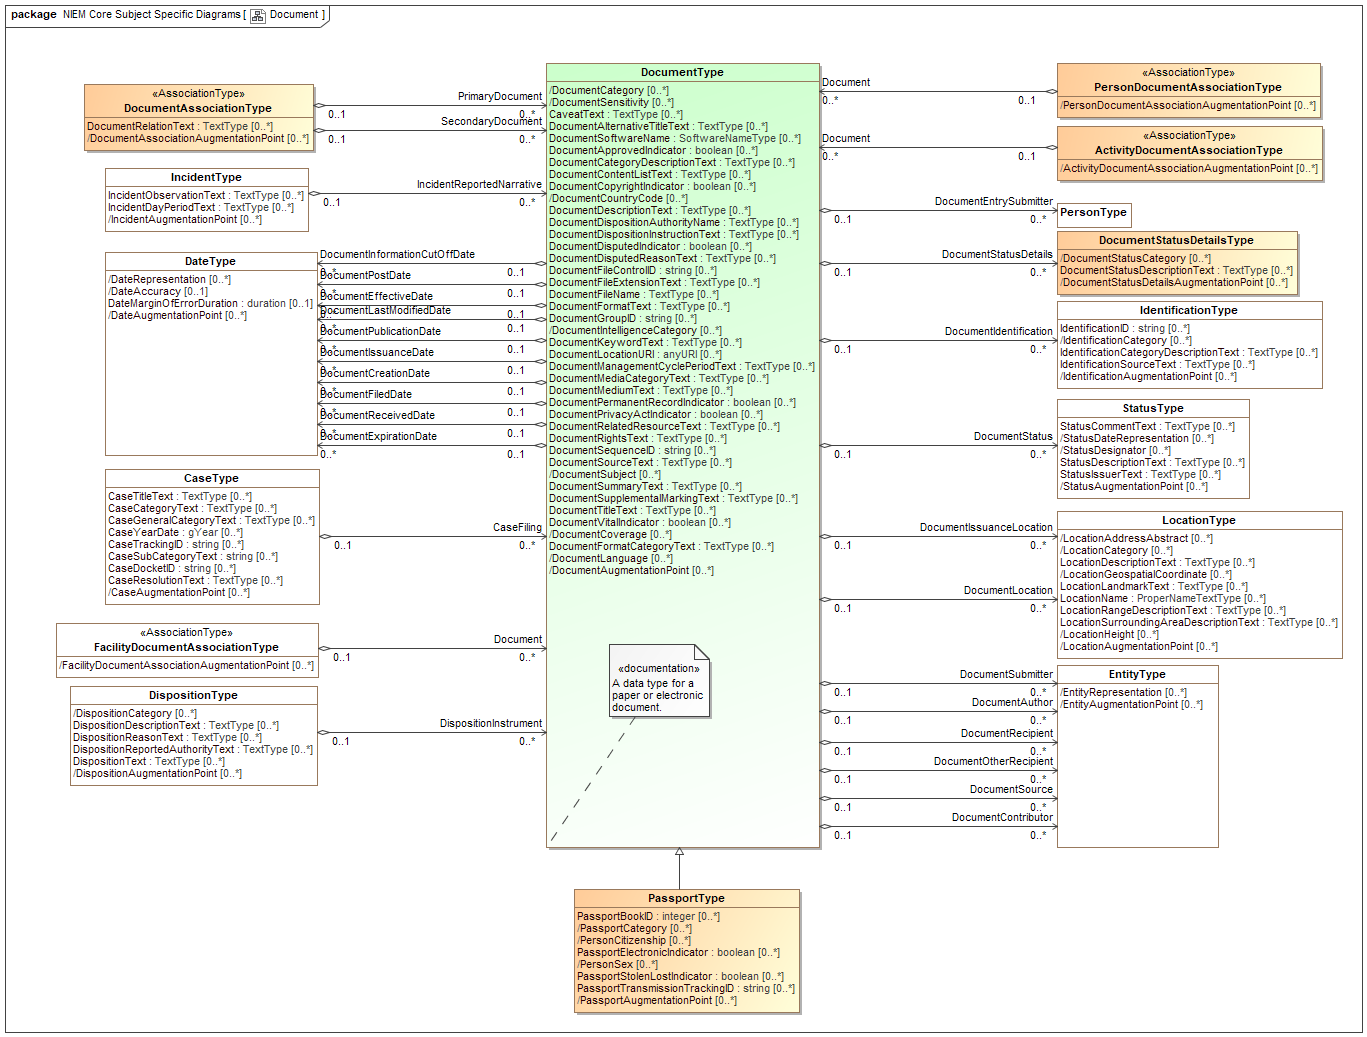 package NIEM Core Subject Specific Diagrams [ Document ]
«AssociationType»
DocumentAssociationType
DocumentRelationText : TextType [0..*]
/DocumentAssociationAugmentationPoint [0..*]
PrimaryDocument
0..1
0..*
SecondaryDocument
0..1
0..*
IncidentType
IncidentObservationText : TextType [0..*]
IncidentDayPeriodText : TextType [0..*]
/IncidentAugmentationPoint [0..*]
IncidentReportedNarrative
0..1
0..*
DateType
/DateRepresentation [0..*]
/DateAccuracy [0..1]
DateMarginOfErrorDuration : duration [0..1]
/DateAugmentationPoint [0..*]
DocumentInformationCutOffDate
0..*
0..1
DocumentPostDate
0..*
0..1
DocumentEffectiveDate
0..*
0..1
DocumentLastModifiedDate
0..1
DocumentPublicationDate
0..*
0..1
DocumentIssuanceDate
0..*
0..1
DocumentCreationDate
0..*
0..1
DocumentFiledDate
0..*
0..1
DocumentReceivedDate
0..*
0..1
DocumentExpirationDate
0..*
0..1
CaseType
CaseTitleText : TextType [0..*]
CaseCategoryText : TextType [0..*]
CaseGeneralCategoryText : TextType [0..*]
CaseYearDate : gYear [0..*]
CaseTrackingID : string [0..*]
CaseSubCategoryText : string [0..*]
CaseDocketID : string [0..*]
CaseResolutionText : TextType [0..*]
/CaseAugmentationPoint [0..*]
CaseFiling
0..1
0..*
«AssociationType»
FacilityDocumentAssociationType
/FacilityDocumentAssociationAugmentationPoint [0..*]
Document
0..1
0..*
DispositionType
/DispositionCategory [0..*]
DispositionDescriptionText : TextType [0..*]
DispositionReasonText : TextType [0..*]
DispositionReportedAuthorityText : TextType [0..*]
DispositionText : TextType [0..*]
/DispositionAugmentationPoint [0..*]
DispositionInstrument
0..1
0..*
DocumentType
/DocumentCategory [0..*]
/DocumentSensitivity [0..*]
CaveatText : TextType [0..*]
DocumentAlternativeTitleText : TextType [0..*]
DocumentSoftwareName : SoftwareNameType [0..*]
DocumentApprovedIndicator : boolean [0..*]
DocumentCategoryDescriptionText : TextType [0..*]
DocumentContentListText : TextType [0..*]
DocumentCopyrightIndicator : boolean [0..*]
/DocumentCountryCode [0..*]
DocumentDescriptionText : TextType [0..*]
DocumentDispositionAuthorityName : TextType [0..*]
DocumentDispositionInstructionText : TextType [0..*]
DocumentDisputedIndicator : boolean [0..*]
DocumentDisputedReasonText : TextType [0..*]
DocumentFileControlID : string [0..*]
DocumentFileExtensionText : TextType [0..*]
DocumentFileName : TextType [0..*]
DocumentFormatText : TextType [0..*]
DocumentGroupID : string [0..*]
/DocumentIntelligenceCategory [0..*]
DocumentKeywordText : TextType [0..*]
DocumentLocationURI : anyURI [0..*]
DocumentManagementCyclePeriodText : TextType [0..*]
DocumentMediaCategoryText : TextType [0..*]
DocumentMediumText : TextType [0..*]
DocumentPermanentRecordIndicator : boolean [0..*]
DocumentPrivacyActIndicator : boolean [0..*]
DocumentRelatedResourceText : TextType [0..*]
DocumentRightsText : TextType [0..*]
DocumentSequenceID : string [0..*]
DocumentSourceText : TextType [0..*]
/DocumentSubject [0..*]
DocumentSummaryText : TextType [0..*]
DocumentSupplementalMarkingText : TextType [0..*]
DocumentTitleText : TextType [0..*]
DocumentVitalIndicator : boolean [0..*]
/DocumentCoverage [0..*]
DocumentFormatCategoryText : TextType [0..*]
/DocumentLanguage [0..*]
/DocumentAugmentationPoint [0..*]
«documentation»
A data type for a
paper or electronic
document.
PassportType
PassportBookID : integer [0..*]
/PassportCategory [0..*]
/PersonCitizenship [0..*]
PassportElectronicIndicator : boolean [0..*]
/PersonSex [0..*]
PassportStolenLostIndicator : boolean [0..*]
PassportTransmissionTrackingID : string [0..*]
/PassportAugmentationPoint [0..*]
Document
0..*
0..1
«AssociationType»
PersonDocumentAssociationType
/PersonDocumentAssociationAugmentationPoint [0..*]
Document
0..*
0..1
«AssociationType»
ActivityDocumentAssociationType
/ActivityDocumentAssociationAugmentationPoint [0..*]
DocumentEntrySubmitter
0..1
0..*
PersonType
DocumentStatusDetails
0..1
0..*
DocumentStatusDetailsType
/DocumentStatusCategory [0..*]
DocumentStatusDescriptionText : TextType [0..*]
/DocumentStatusDetailsAugmentationPoint [0..*]
DocumentIdentification
0..1
0..*
IdentificationType
IdentificationID : string [0..*]
/IdentificationCategory [0..*]
IdentificationCategoryDescriptionText : TextType [0..*]
IdentificationSourceText : TextType [0..*]
/IdentificationAugmentationPoint [0..*]
DocumentStatus
0..1
0..*
StatusType
StatusCommentText : TextType [0..*]
/StatusDateRepresentation [0..*]
/StatusDesignator [0..*]
StatusDescriptionText : TextType [0..*]
StatusIssuerText : TextType [0..*]
/StatusAugmentationPoint [0..*]
DocumentIssuanceLocation
0..1
0..*
DocumentLocation
0..1
0..*
LocationType
/LocationAddressAbstract [0..*]
/LocationCategory [0..*]
LocationDescriptionText : TextType [0..*]
/LocationGeospatialCoordinate [0..*]
LocationLandmarkText : TextType [0..*]
LocationName : ProperNameTextType [0..*]
LocationRangeDescriptionText : TextType [0..*]
LocationSurroundingAreaDescriptionText : TextType [0..*]
/LocationHeight [0..*]
/LocationAugmentationPoint [0..*]
DocumentSubmitter
0..1
0..*
DocumentAuthor
0..1
0..*
DocumentRecipient
0..1
0..*
DocumentOtherRecipient
0..1
0..*
DocumentSource
0..1
0..*
DocumentContributor
0..1
0..*
EntityType
/EntityRepresentation [0..*]
/EntityAugmentationPoint [0..*]